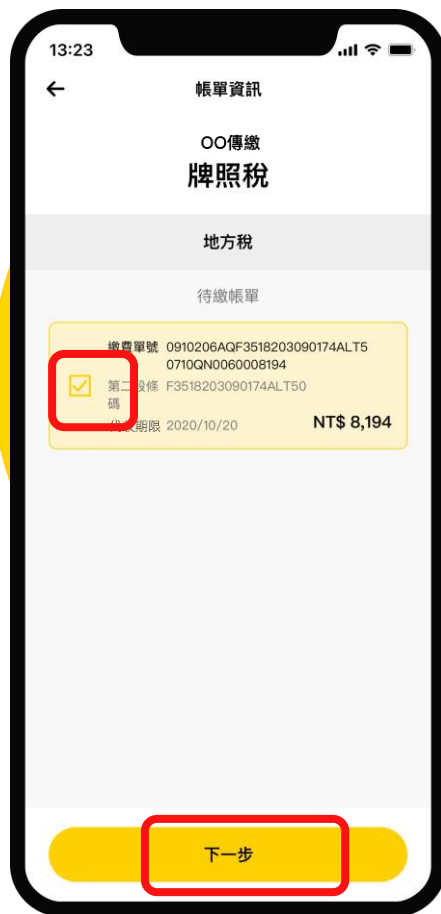 13:23
帳單資訊
OO傳繳
牌照稅
地方稅
待繳帳單
繳費單號 0910206AQF3518203090174ALT5
0710QN0060008194
第二段條 F3518203090174ALT50
碼
期限 2020/10/20 NT$ 8,194
下一步